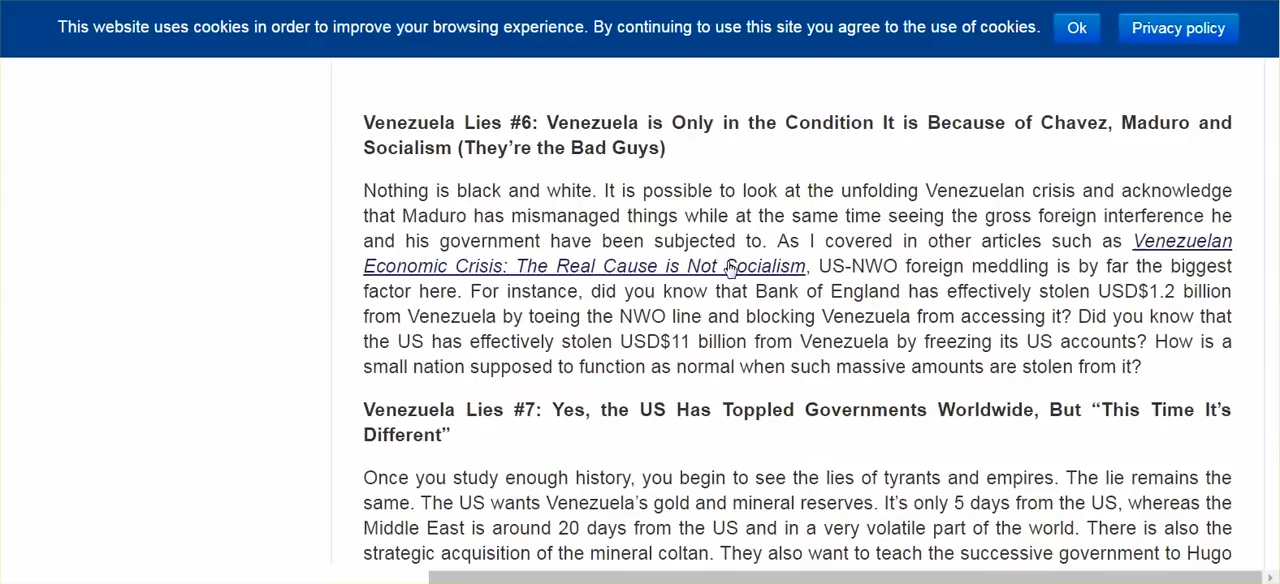 This website uses cookies in order to improve your browsing experience. By continuing to use this site you agree to the use of cookies. Ok Privacy policy
Venezuela Lies #6: Venezuela is Only in the Condition It is Because of Chavez, Maduro and
Socialism (They’re the Bad Guys)
Nothing is black and white. It is possible to look at the unfolding Venezuelan crisis and acknowledge
that Maduro has mismanaged things while at the same time seeing the gross foreign interference he
and his government have been subjected to. As I covered in other articles such as Venezuelan
Economic Crisis: The Real Cause is Not Socialism, US-NWO foreign meddling is by far the biggest
factor here. For instance, did you know that Bank of England has effectively stolen USD$1.2 billion
from Venezuela by toeing the NWO line and blocking Venezuela from accessing it? Did you know that
the US has effectively stolen USD$11 billion from Venezuela by freezing its US accounts? How is a
small nation supposed to function as normal when such massive amounts are stolen from it?
Venezuela Lies #7: Yes, the US Has Toppled Governments Worldwide, But “This Time It’s
Different”
Once you study enough history, you begin to see the lies of tyrants and empires. The lie remains the
same. The US wants Venezuela’s gold and mineral reserves. It’s only 5 days from the US, whereas the
Middle East is around 20 days from the US and in a very volatile part of the world. There is also the
strategic acquisition of the mineral coltan. They also want to teach the successive government to Hugo